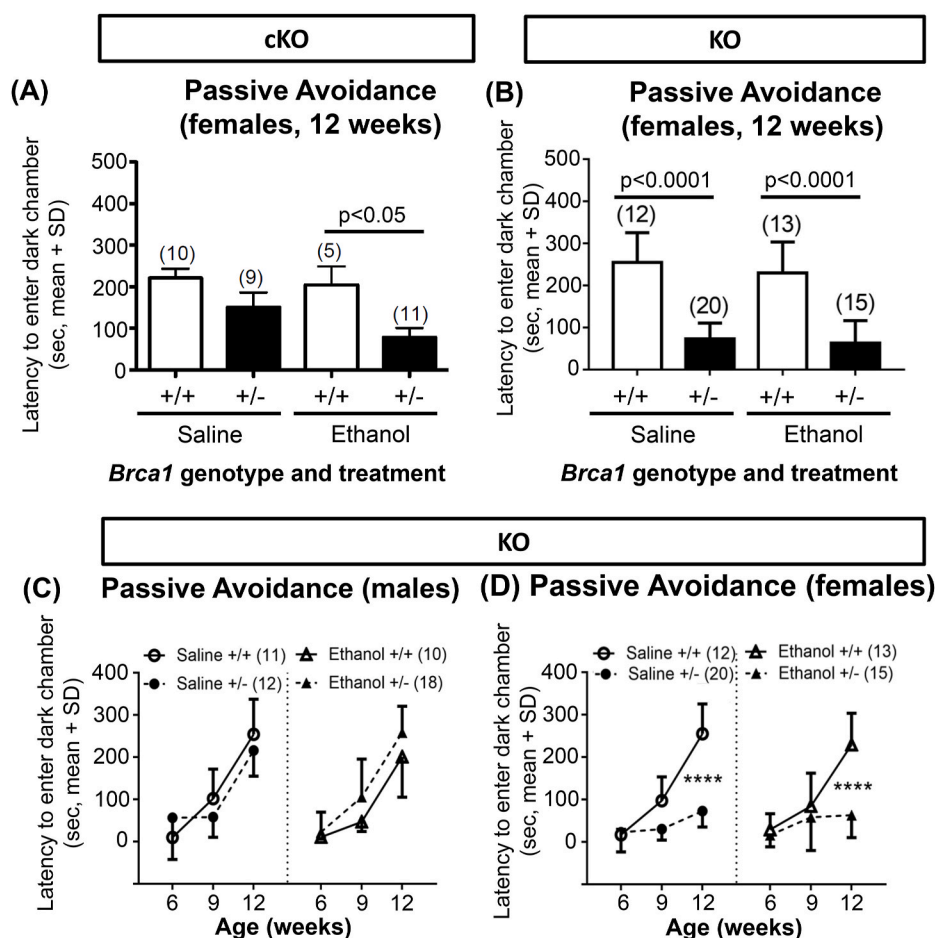 cKO
KO
(A)
Passive Avoidance
(females, 12 weeks)
Latency to enter dark chamber
(sec, mean + SD)
500
400
300
200
100
0
(10)
(9)
(5)
(11)
p<0.05
+/+
+/-
+/+
+/-
Saline
Ethanol
Brca1 genotype and treatment
(B)
Passive Avoidance
(females, 12 weeks)
Latency to enter dark chamber
(sec, mean + SD)
500
400
300
200
100
0
p<0.0001
p<0.0001
(12)
(20)
(13)
(15)
+/+
+/-
+/+
+/-
Saline
Ethanol
Brca1 genotype and treatment
KO
(C)
Passive Avoidance (males)
Latency to enter dark chamber
(sec, mean + SD)
Saline +/+ (11)
Ethanol +/+ (10)
Saline +/- (12)
Ethanol +/- (18)
400
300
200
100
0
6 9 12
6 9 12
Age (weeks)
(D)
Passive Avoidance (females)
Latency to enter dark chamber
(sec, mean + SD)
Saline +/+ (12)
Ethanol +/+ (13)
Saline +/- (20)
Ethanol +/- (15)
400
300
200
100
0
****
****
6 9 12
6 9 12
Age (weeks)